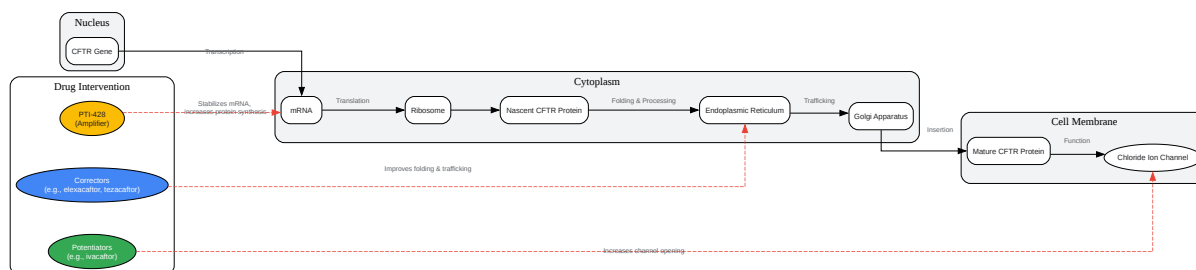 Nucleus
CFTR Gene
Transcription
Drug Intervention
PTI-428
(Amplifier)
Stabilizes mRNA,
increases protein synthesis
Correctors
(e.g., elexacaftor, tezacaftor)
Improves folding & trafficking
Potentiators
(e.g., ivacaftor)
Increases channel opening
Cytoplasm
mRNA
Translation
Ribosome
Nascent CFTR Protein
Folding & Processing
Endoplasmic Reticulum
Trafficking
Golgi Apparatus
Insertion
Cell Membrane
Mature CFTR Protein
Function
Chloride Ion Channel